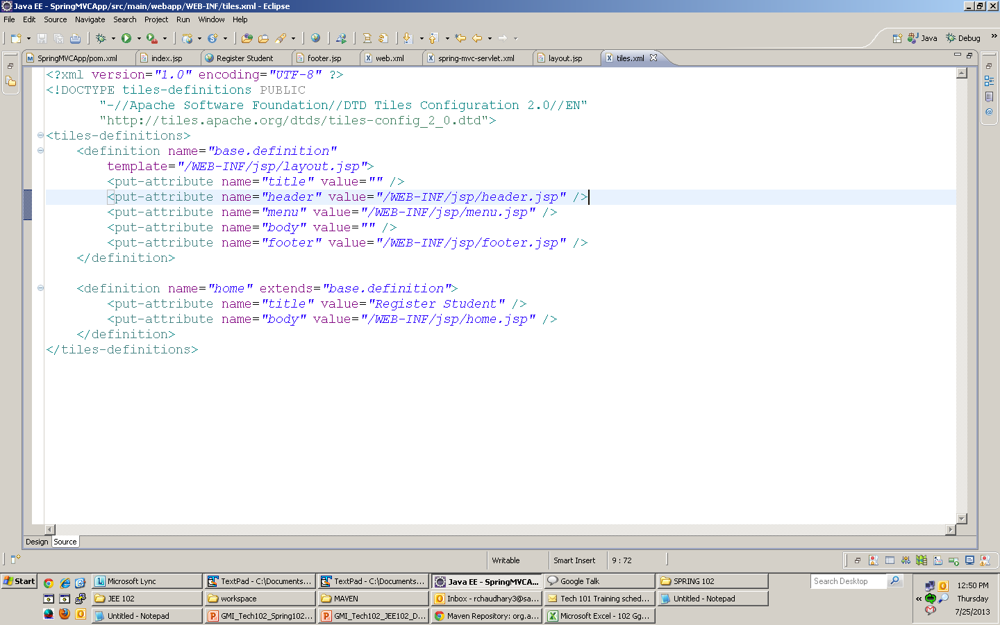 Java EE - SpringMVCApp/src/main/webapp/WEB-INF/tiles.xml - Eclipse
File Edit Source Navigate Search Project Run Window Help
Java Debug »
SpringMVCApp/pom.xml index.jsp Register Student footer.jsp web.xml spring-mvc-servlet.xml layout.jsp tiles.xml
<?xml version="1.0" encoding="UTF-8" ?>
<!DOCTYPE tiles-definitions PUBLIC
"-//Apache Software Foundation//DTD Tiles Configuration 2.0//EN"
"http://tiles.apache.org/dtds/tiles-config_2_0.dtd">
<tiles-definitions>
<definition name="base.definition"
template="/WEB-INF/jsp/layout.jsp">
<put-attribute name="title" value="" />
<put-attribute name="header" value="/WEB-INF/jsp/header.jsp" />
<put-attribute name="menu" value="/WEB-INF/jsp/menu.jsp" />
<put-attribute name="body" value="" />
<put-attribute name="footer" value="/WEB-INF/jsp/footer.jsp" />
</definition>
<definition name="home" extends="base.definition">
<put-attribute name="title" value="Register Student" />
<put-attribute name="body" value="/WEB-INF/jsp/home.jsp" />
</definition>
</tiles-definitions>
Design Source
Writable Smart Insert 9 : 72
Start Microsoft Lync TextPad - C:\Documents... TextPad - C:\Documents... Java EE - SpringMVCA... Google Talk SPRING 102 Search Desktop 12:50 PM
JEE 102 workspace MAVEN Inbox - rchaudhary3@sa... Tech 101 Training sched... Untitled - Notepad « Thursday
Untitled - Notepad GMI_Tech102_Spring102... GMI_Tech102_JEE102_D... Maven Repository: org.a... Microsoft Excel - 102 Gg... 7/25/2013